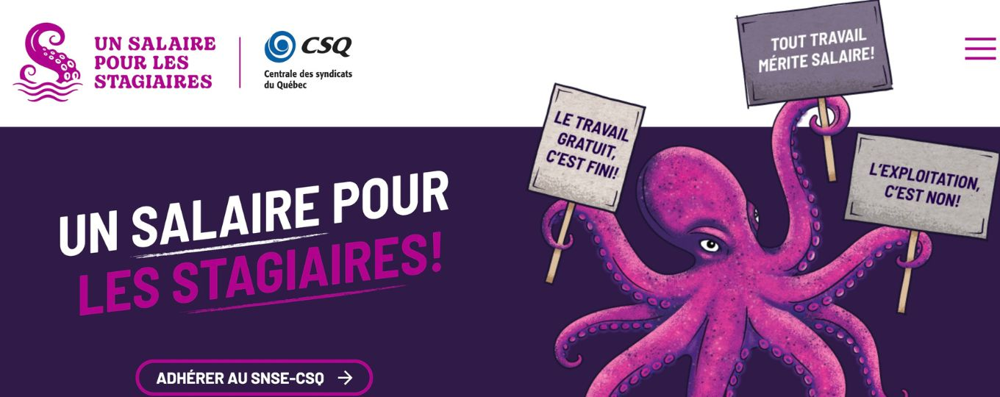 UN SALAIRE
POUR LES
STAGIAIRES
CSQ
Centrale des syndicats
du Québec
TOUT TRAVAIL
MÉRITE SALAIRE!
LE TRAVAIL
GRATUIT,
C'EST FINI!
L'EXPLOITATION,
C'EST NON!
UN SALAIRE POUR
LES STAGIAIRES!
ADHÉRER AU SNSE-CSQ →